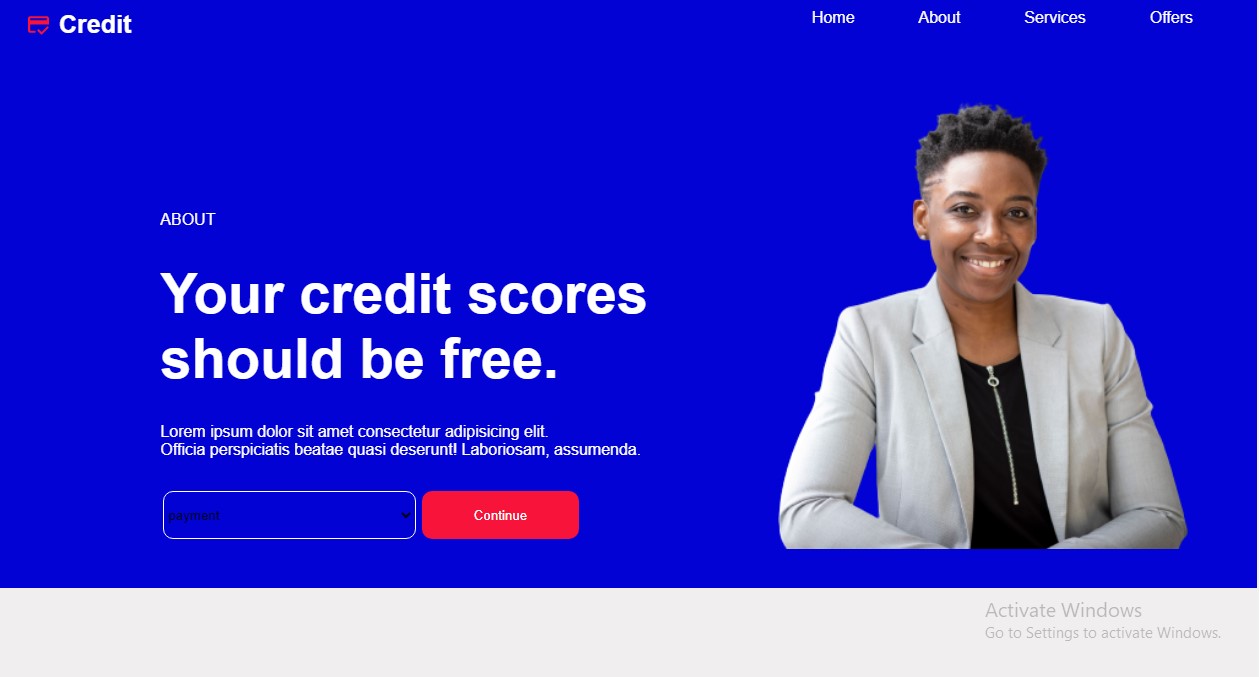 Credit
Home About Services Offers
ABOUT
Your credit scores
should be free.
Lorem ipsum dolor sit amet consectetur adipisicing elit.
Officia perspiciatis beatae quasi deserunt! Laboriosam, assumenda.
payment Continue
Activate Windows
Go to Settings to activate Windows.